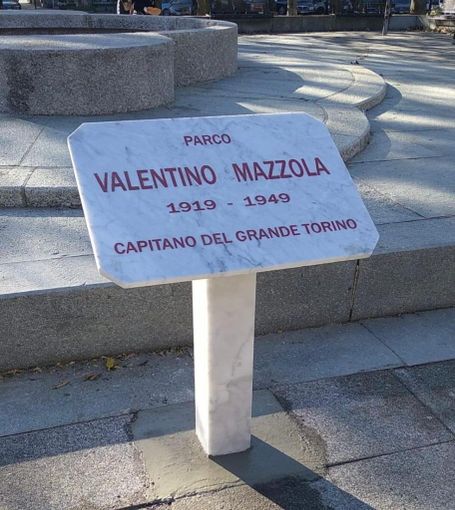 PARCO
VALENTINO MAZZOLA
1919 - 1949
CAPITANO DEL GRANDE TORINO